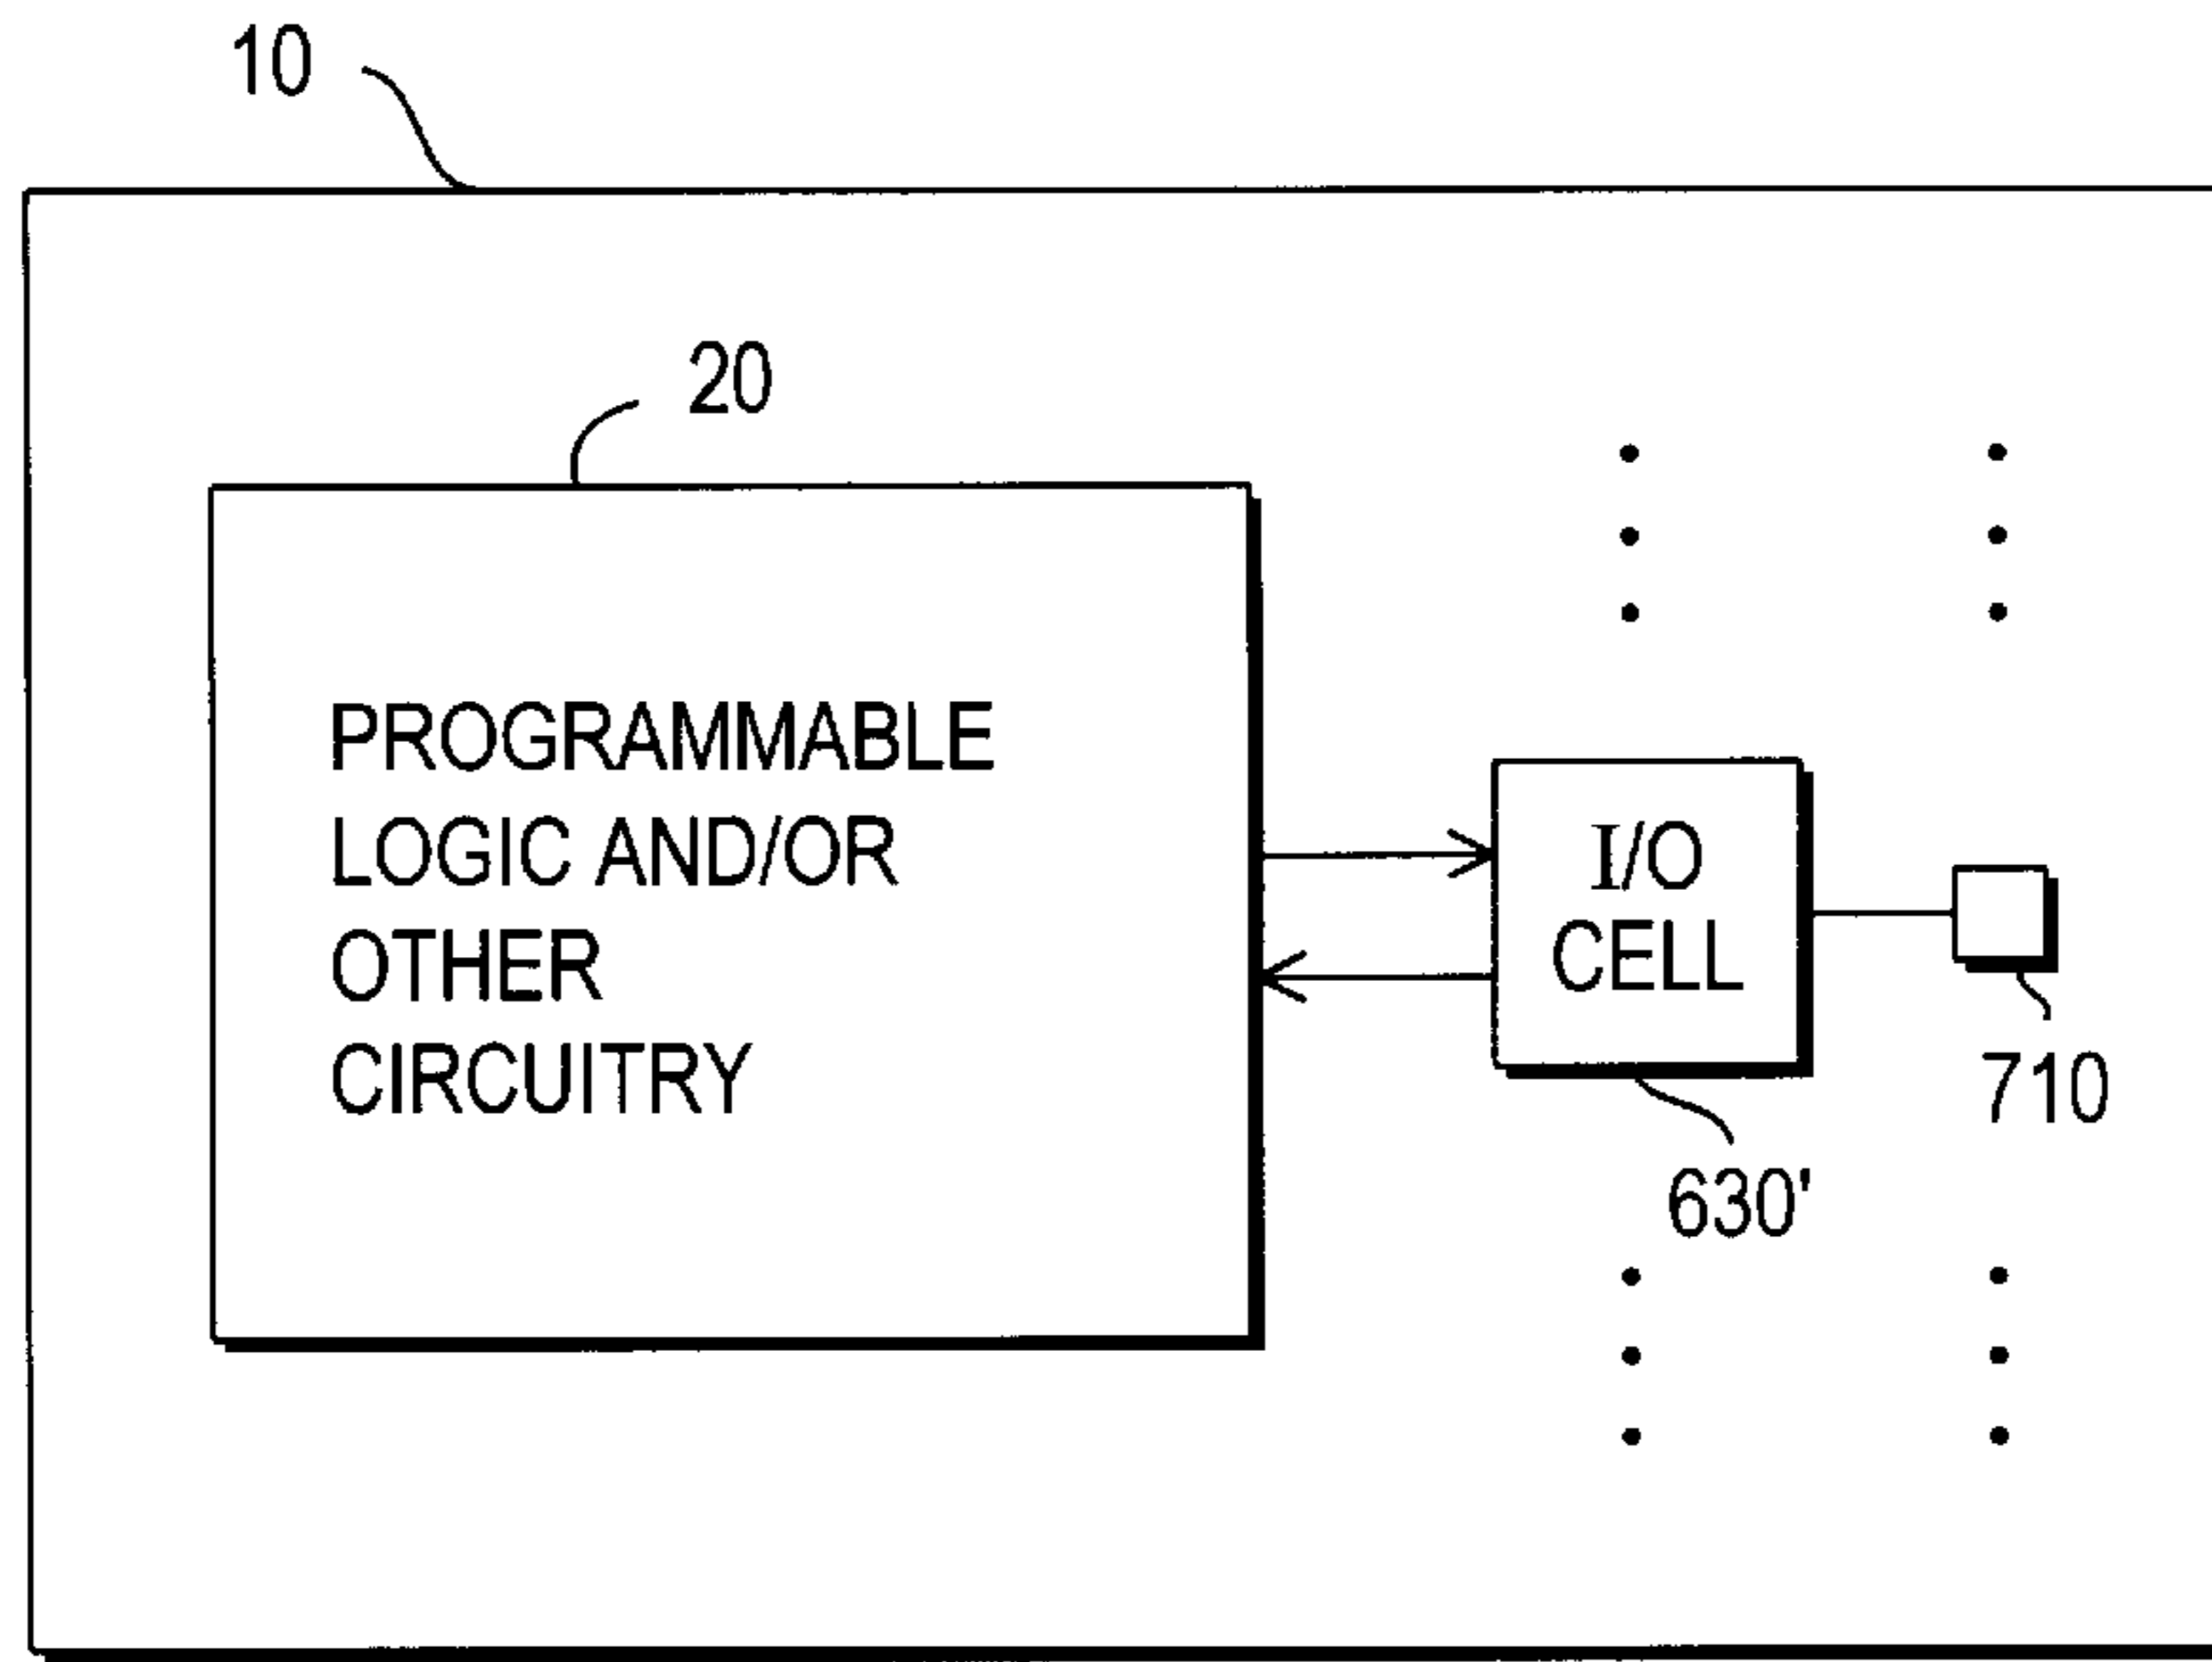 10
20
PROGRAMMABLE
LOGIC AND/OR
OTHER
CIRCUITRY
I/O
CELL
710
630'